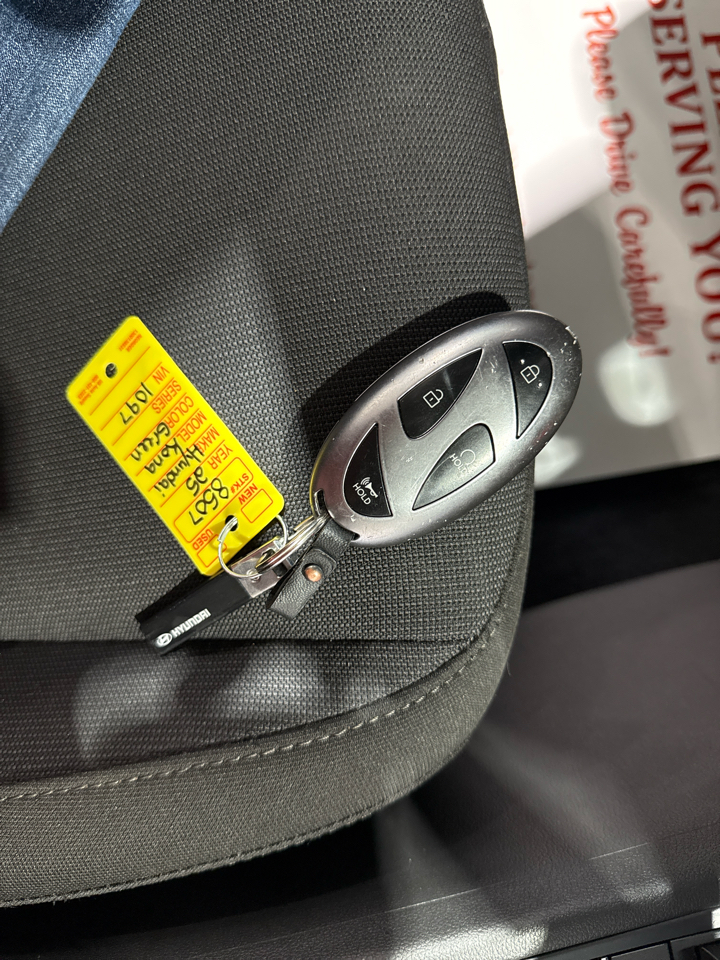 NEW
USED
STK#
8507
YEAR 25
MAKE Hyundai
MODEL Kona
COLOR Green
SERIES
VIN 1097
HYUNDAI
HOLD
HOLD
SERVING YOU!
Please Drive Carefully!